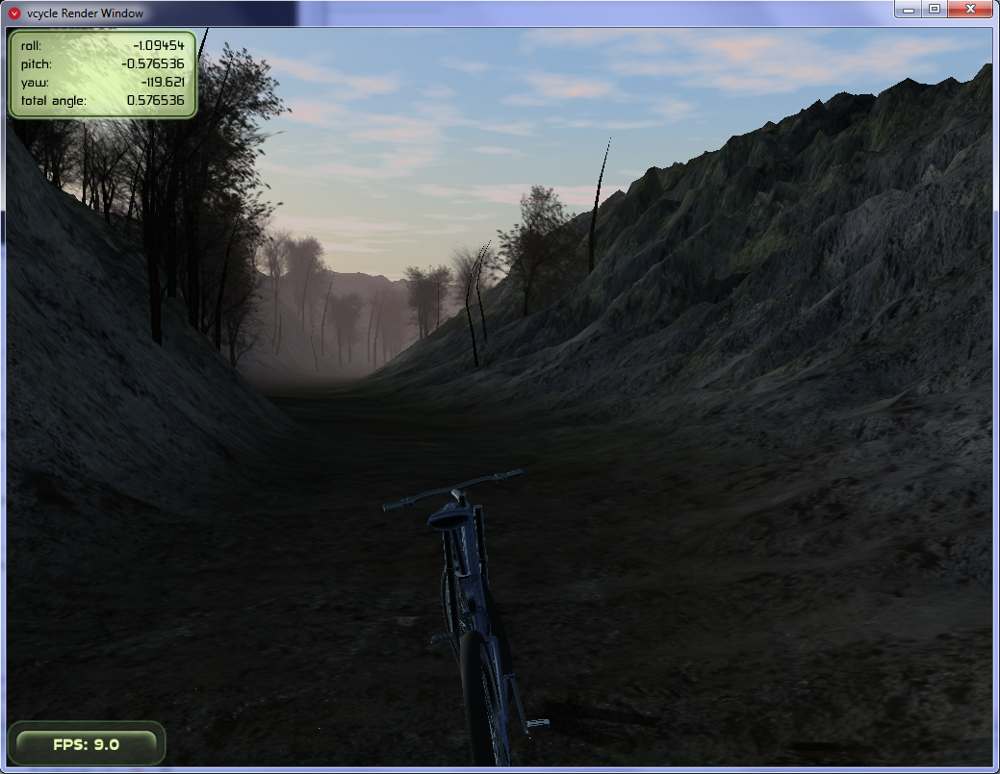 vcycle Render Window
roll: -1.09454
pitch: -0.576536
yaw: -119.621
total angle: 0.576536
FPS: 9.0